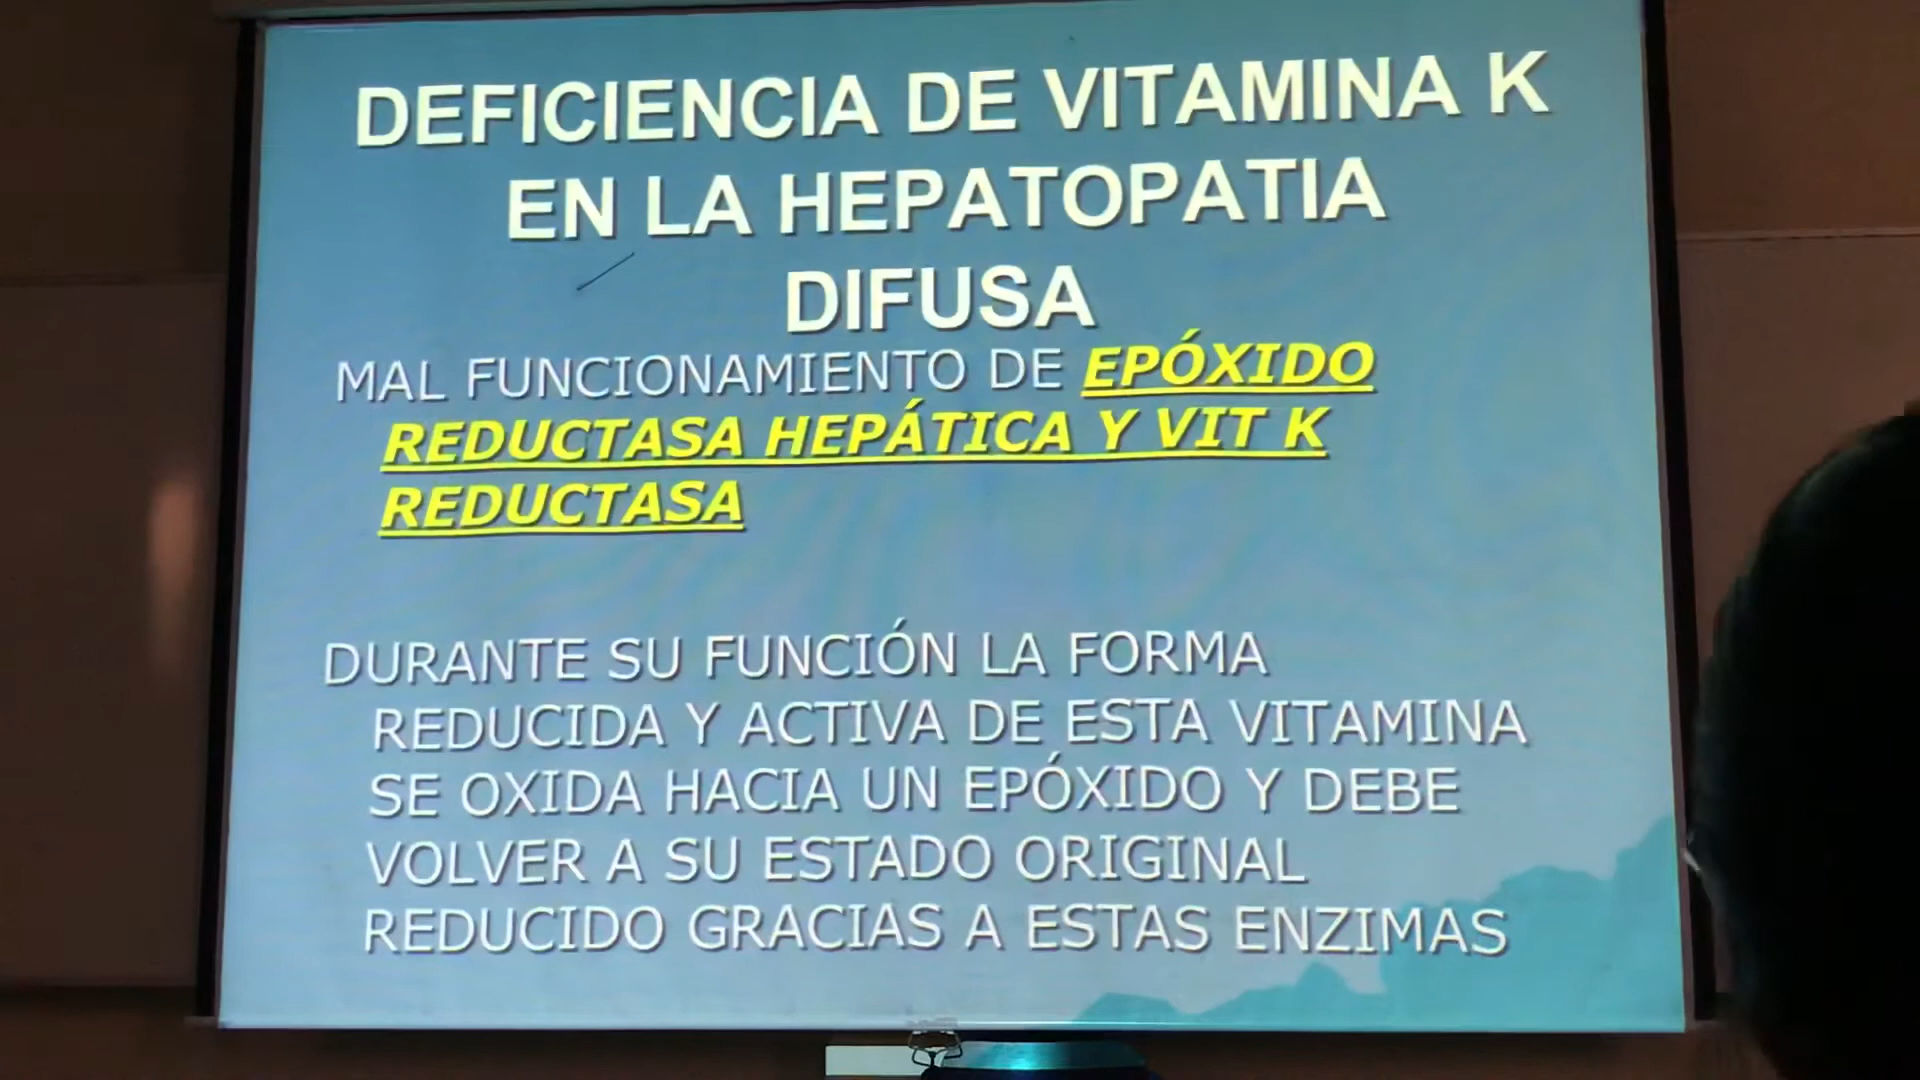 DEFICIENCIA DE VITAMINA K
EN LA HEPATOPATIA
DIFUSA
MAL FUNCIONAMIENTO DE EPÓXIDO
REDUCTASA HEPÁTICA Y VIT K
REDUCTASA
DURANTE SU FUNCIÓN LA FORMA
REDUCIDA Y ACTIVA DE ESTA VITAMINA
SE OXIDA HACIA UN EPÓXIDO Y DEBE
VOLVER A SU ESTADO ORIGINAL
REDUCIDO GRACIAS A ESTAS ENZIMAS